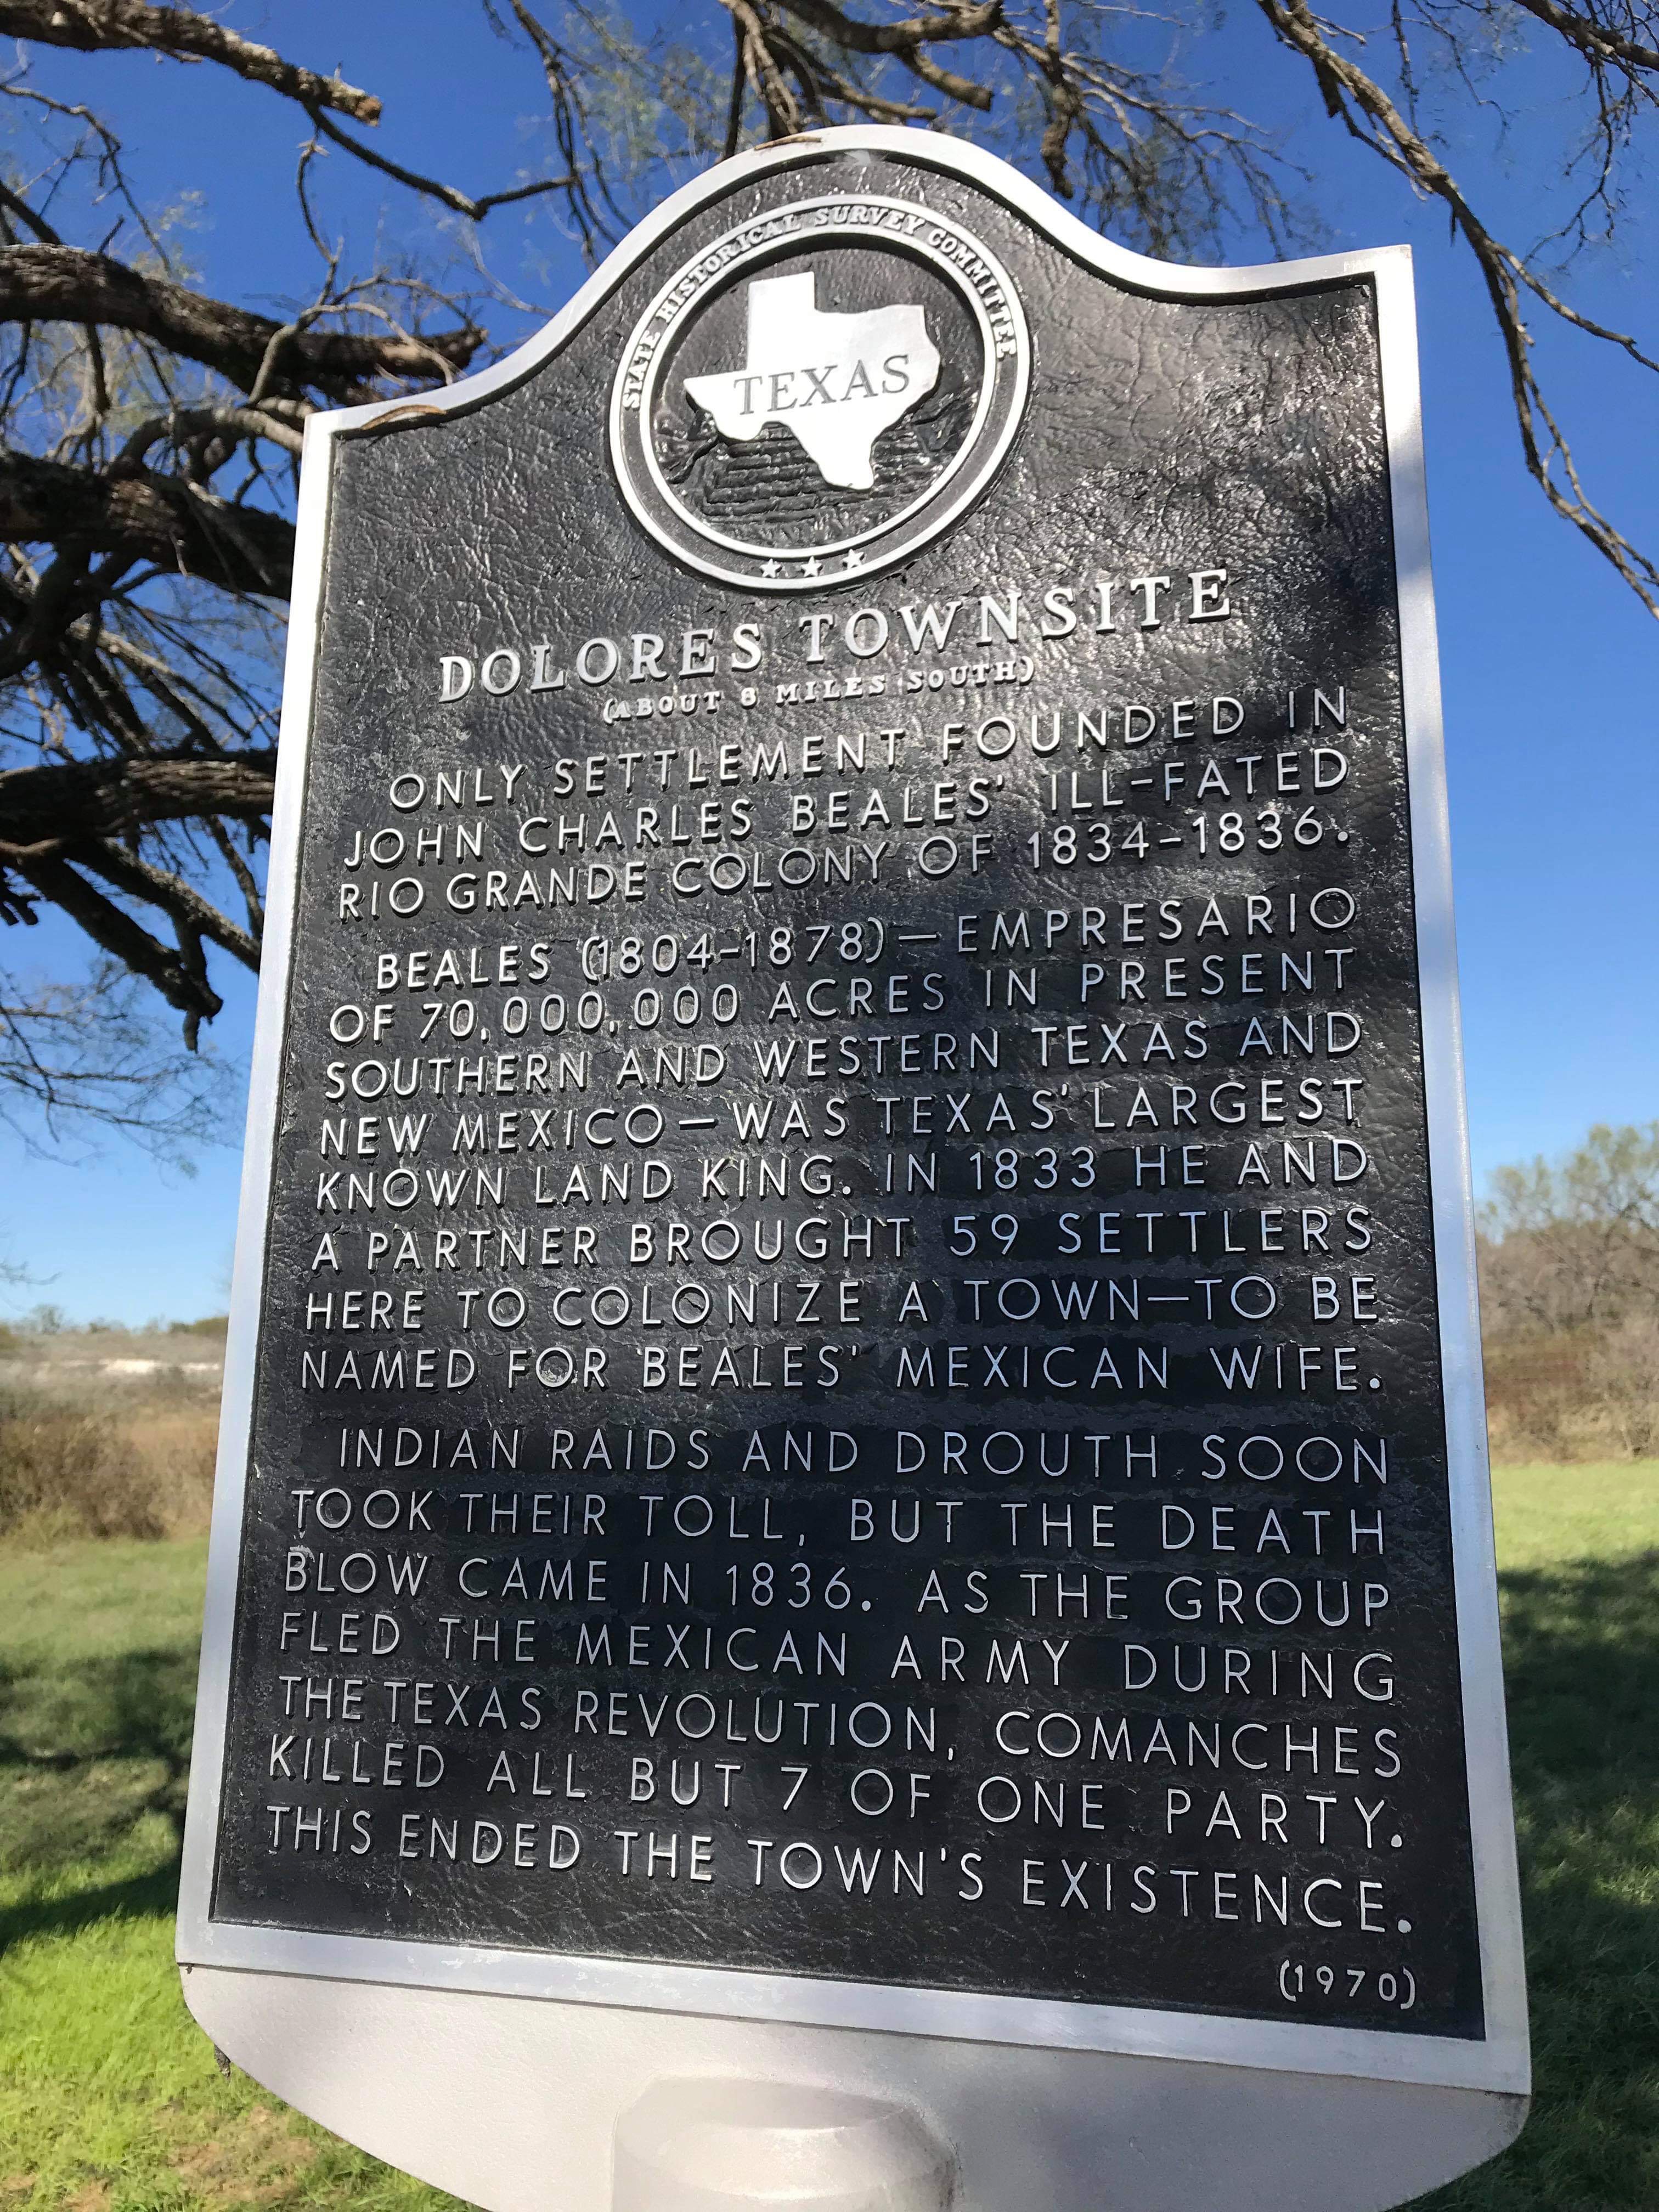 STATE HISTORICAL SURVEY COMMITTEE
TEXAS
DOLORES TOWNSITE
(ABOUT 8 MILES SOUTH)
ONLY SETTLEMENT FOUNDED IN
JOHN CHARLES BEALES' ILL-FATED
RIO GRANDE COLONY OF 1834-1836.
BEALES (1804-1878)—EMPRESARIO
OF 70,000,000 ACRES IN PRESENT
SOUTHERN AND WESTERN TEXAS AND
NEW MEXICO—WAS TEXAS' LARGEST
KNOWN LAND KING. IN 1833 HE AND
A PARTNER BROUGHT 59 SETTLERS
HERE TO COLONIZE A TOWN—TO BE
NAMED FOR BEALES' MEXICAN WIFE.
INDIAN RAIDS AND DROUTH SOON
TOOK THEIR TOLL, BUT THE DEATH
BLOW CAME IN 1836. AS THE GROUP
FLED THE MEXICAN ARMY DURING
THE TEXAS REVOLUTION, COMANCHES
KILLED ALL BUT 7 OF ONE PARTY.
THIS ENDED THE TOWN'S EXISTENCE.
(1970)